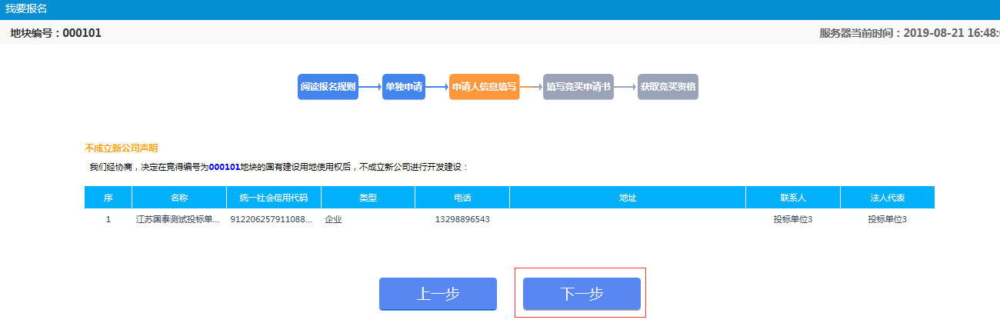 我要报名
地块编号：000101 服务器当前时间：2019-08-21 16:48:
阅读报名规则 单独申请 申请人信息填写 填写竞买申请书 获取竞买资格
不成立新公司声明
我们经协商，决定在竞得编号为000101地块的国有建设用地使用权后，不成立新公司进行开发建设：
序 名称 统一社会信用代码 类型 电话 地址 联系人 法人代表
1 江苏国泰测试投标单... 912206257911088... 企业 13298896543 投标单位3 投标单位3
上一步 下一步